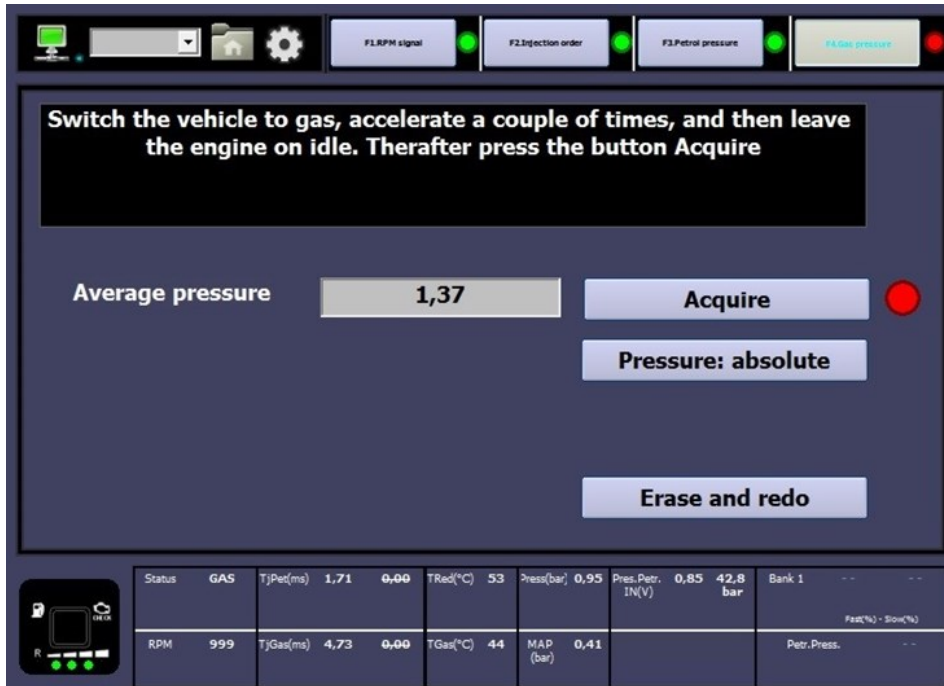 F1.RPM signal
F2.Injection order
F3.Petrol pressure
F4.Gas pressure
Switch the vehicle to gas, accelerate a couple of times, and then leave
the engine on idle. Therafter press the button Acquire
Average pressure
1,37
Acquire
Pressure: absolute
Erase and redo
Status GAS TjPet(ms) 1,71 0,00 TRed(°C) 53 Press(bar) 0,95 Pres.Petr. 0,85 42,8 Bank 1 -- --
IN(V) bar
Fast(%) - Slow(%)
CHECK
RPM 999 TjGas(ms) 4,73 0,00 TGas(°C) 44 MAP 0,41 Petr.Press. --
(bar)
R